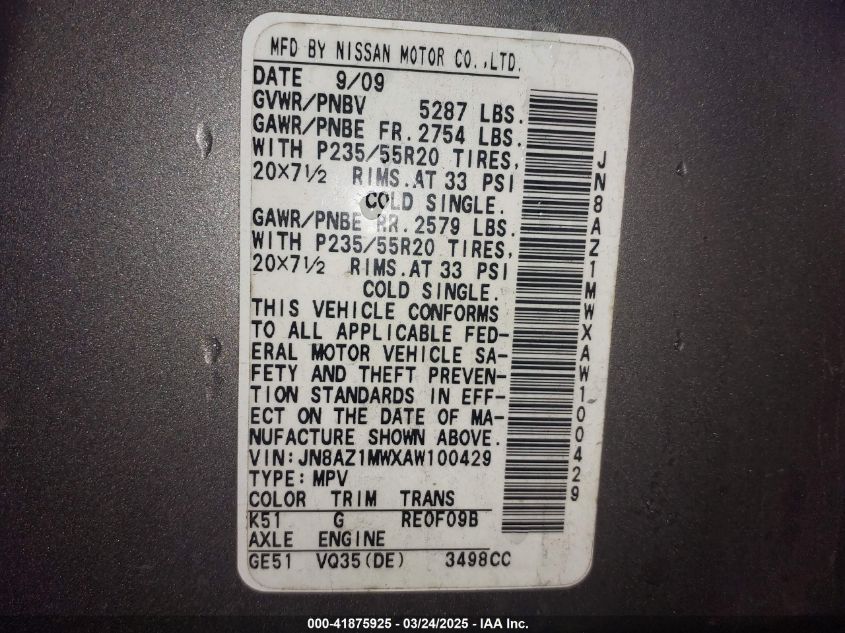 MFD BY NISSAN MOTOR CO.,LTD.
DATE 9/09
GVWR/PNBV 5287 LBS.
GAWR/PNBE FR.2754 LBS.
WITH P235/55R20 TIRES,
20×7½ RIMS.AT 33 PSI
COLD SINGLE.
GAWR/PNBE RR.2579 LBS.
WITH P235/55R20 TIRES,
20×7½ RIMS.AT 33 PSI
COLD SINGLE.
THIS VEHICLE CONFORMS
TO ALL APPLICABLE FED-
ERAL MOTOR VEHICLE SA-
FETY AND THEFT PREVEN-
TION STANDARDS IN EFF-
ECT ON THE DATE OF MA-
NUFACTURE SHOWN ABOVE.
VIN:JN8AZ1MWXAW100429
TYPE:MPV
COLOR TRIM TRANS
K51 G RE0F09B
AXLE ENGINE
GE51 VQ35(DE) 3498CC
JN8AZ1MWXAW100429
000-41875925 - 03/24/2025 - IAA Inc.